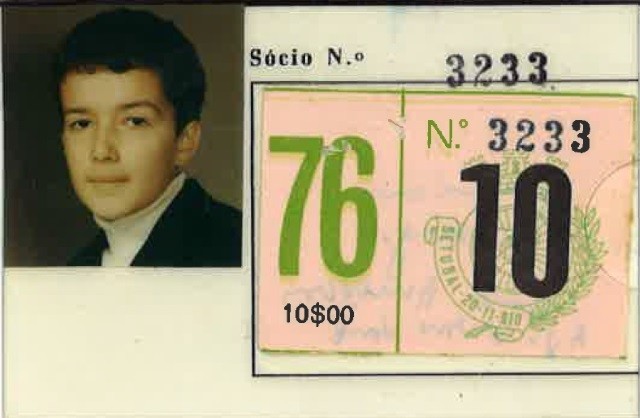 Sócio N.º 3233
76
N.º 3233
10
SETUBAL-20-11-910
10$00